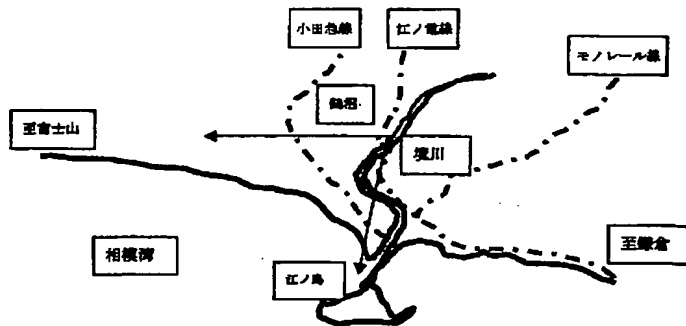 小田急線
江ノ電線
モノレール線
鵠沼
至富士山
境川
相模湾
江ノ島
至鎌倉